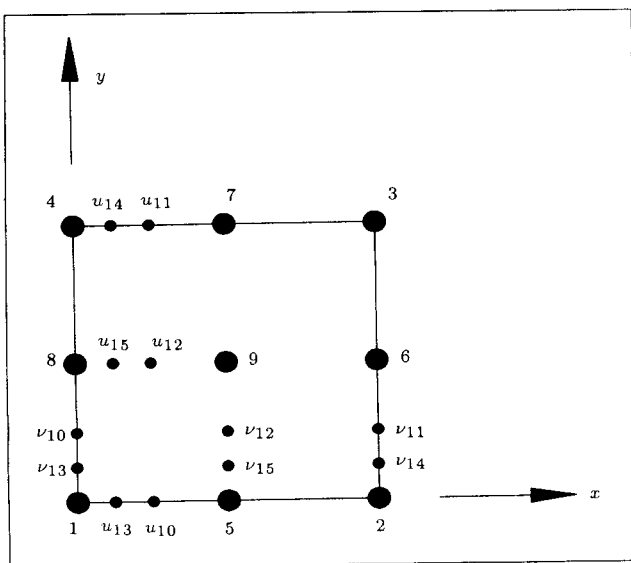 y
4 u₁₄ u₁₁ 7 3
8 u₁₅ u₁₂ 9 6
ν₁₀ ν₁₂ ν₁₁
ν₁₃ ν₁₅ ν₁₄
x
1 u₁₃ u₁₀ 5 2